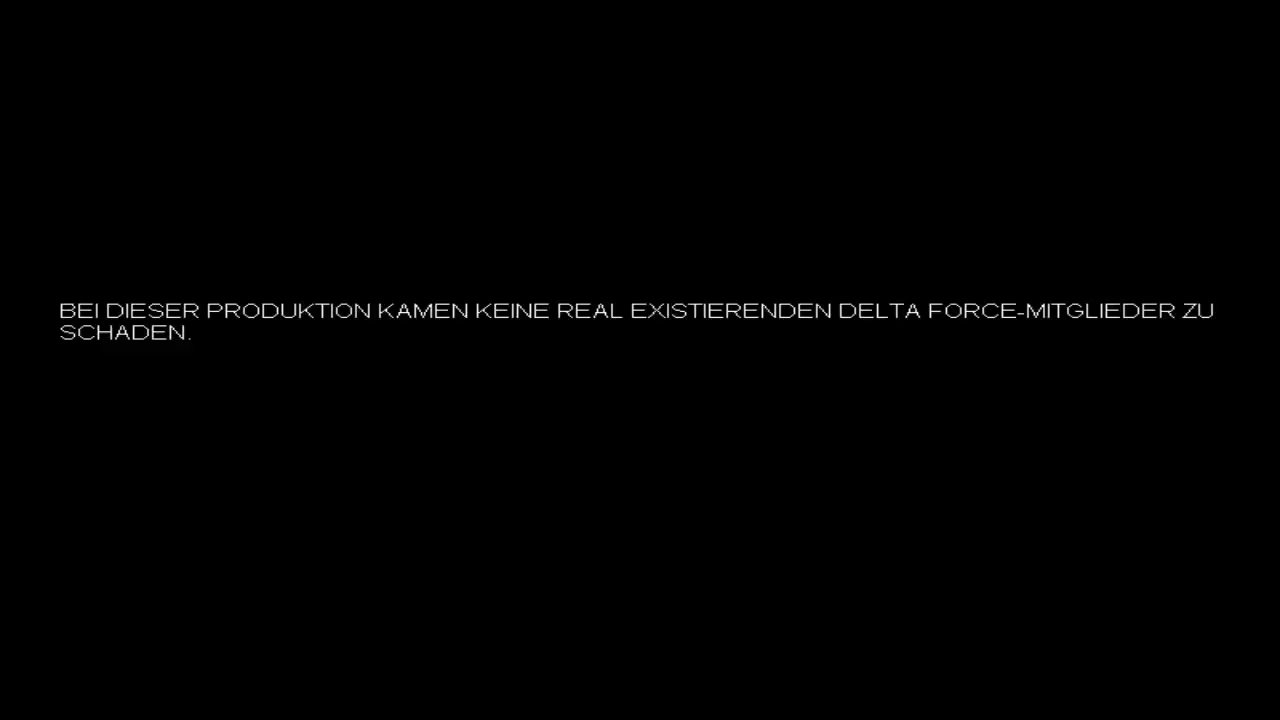 BEI DIESER PRODUKTION KAMEN KEINE REAL EXISTIERENDEN DELTA FORCE-MITGLIEDER ZU
SCHADEN.